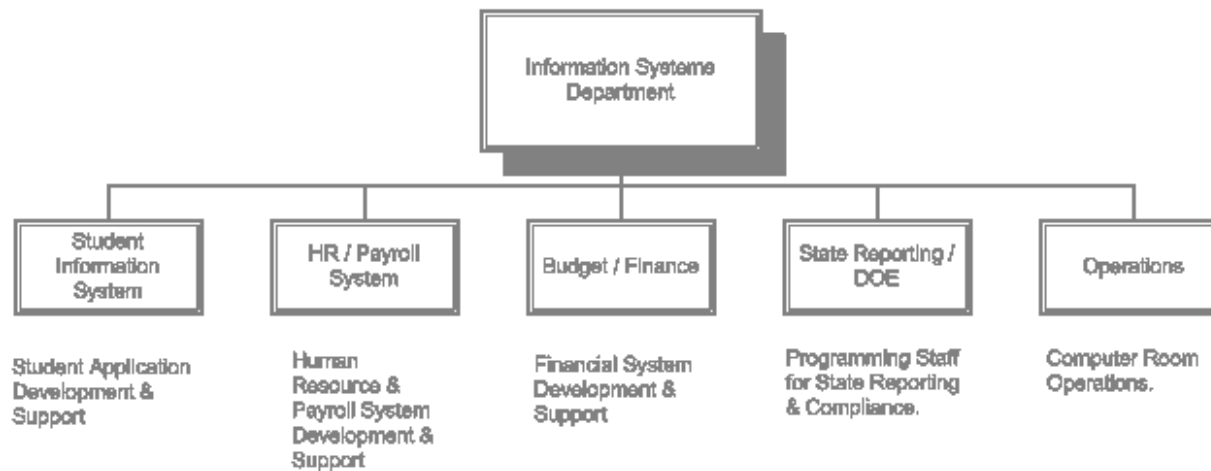 Information Systems
Department
Student
Information
System
HR / Payroll
System
Budget / Finance
State Reporting /
DOE
Operations
Student Application
Development &
Support
Human
Resource &
Payroll System
Development &
Support
Financial System
Development &
Support
Programming Staff
for State Reporting
& Compliance.
Computer Room
Operations.